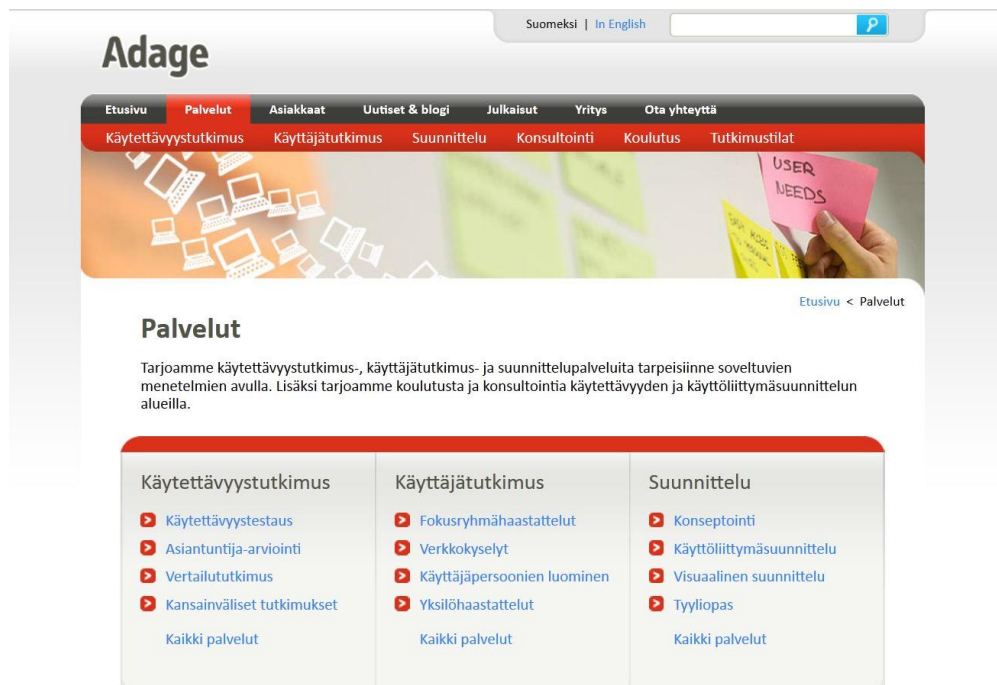 Suomeksi | In English
Adage
Etusivu Palvelut Asiakkaat Uutiset & blogi Julkaisut Yritys Ota yhteyttä
Käytettävyystutkimus Käyttäjätutkimus Suunnittelu Konsultointi Koulutus Tutkimustilat
USER
NEEDS
Etusivu < Palvelut
Palvelut
Tarjoamme käytettävyystutkimus-, käyttäjätutkimus- ja suunnittelupalveluita tarpeisiinne soveltuvien
menetelmien avulla. Lisäksi tarjoamme koulutusta ja konsultointia käytettävyyden ja käyttöliittymäsuunnittelun
alueilla.
Käytettävyystutkimus
Käytettävyystestaus
Asiantuntija-arviointi
Vertailututkimus
Kansainväliset tutkimukset
Kaikki palvelut
Käyttäjätutkimus
Fokusryhmähaastattelut
Verkkokyselyt
Käyttäjäpersoonien luominen
Yksilöhaastattelut
Kaikki palvelut
Suunnittelu
Konseptointi
Käyttöliittymäsuunnittelu
Visuaalinen suunnittelu
Tyyliopas
Kaikki palvelut